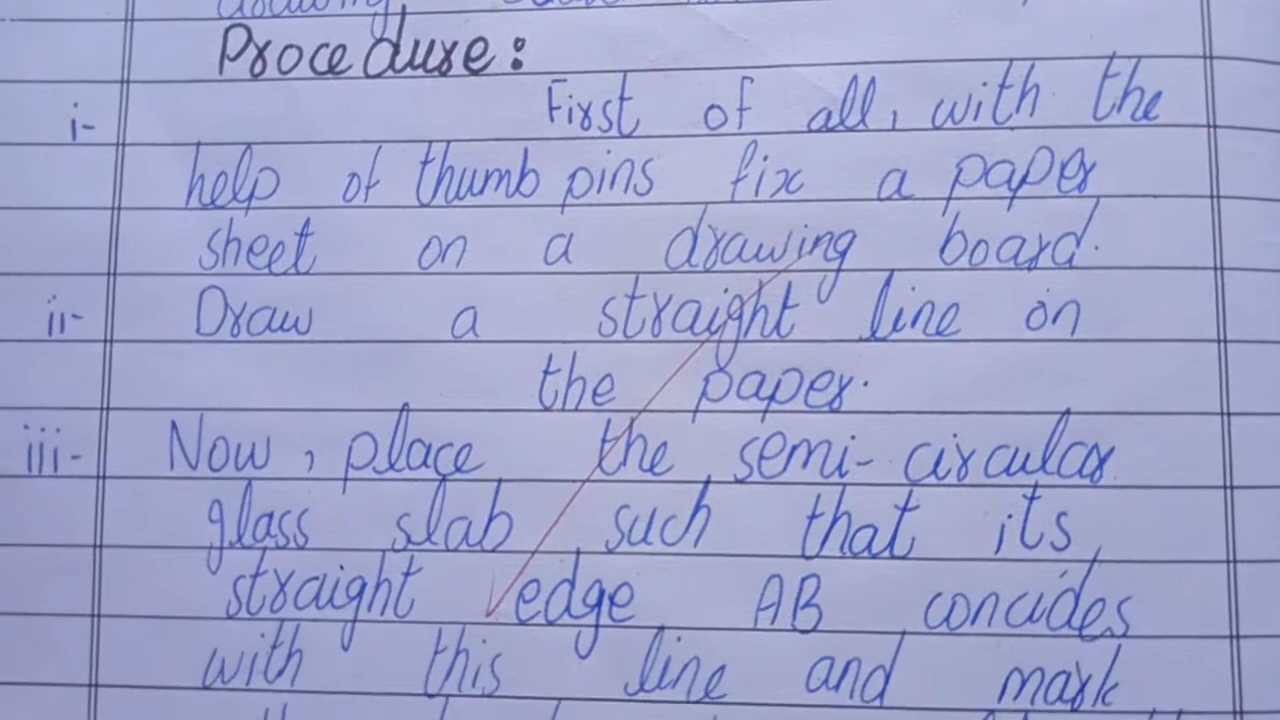 Procedure:
i- First of all, with the
help of thumb pins fix a paper
sheet on a drawing board.
ii- Draw a straight line on
the paper.
iii- Now, place the semi-circular
glass slab such that its
straight edge AB concides
with this line and mark